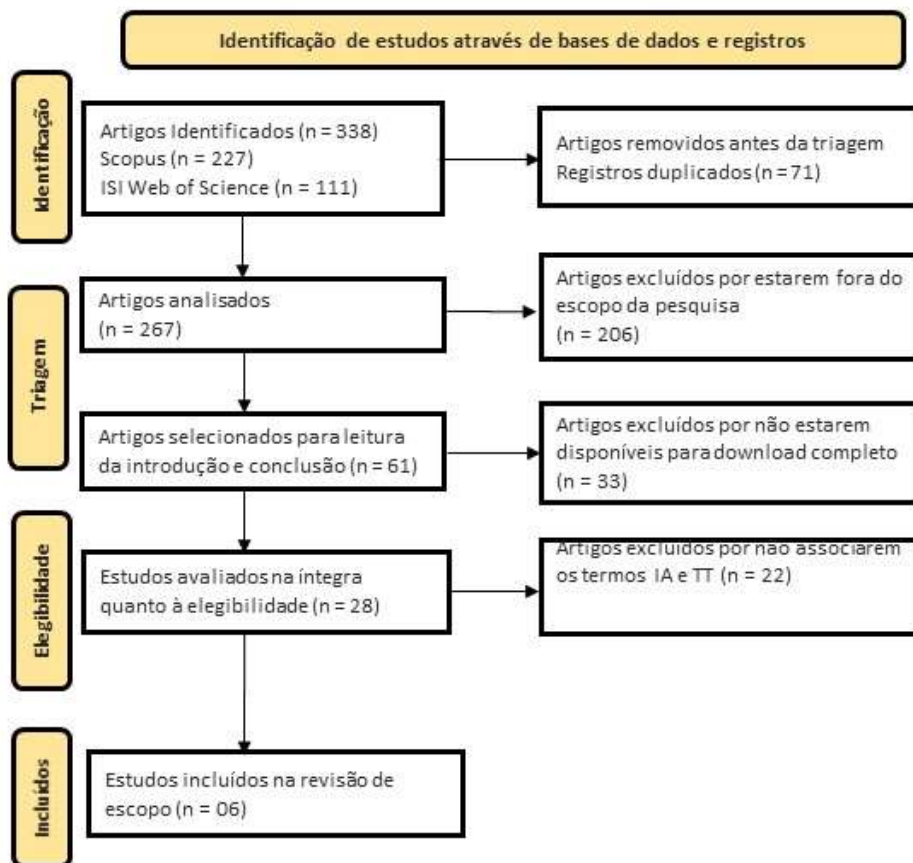 Identificação de estudos através de bases de dados e registros
Identificação
Artigos Identificados (n = 338)
Scopus (n = 227)
ISI Web of Science (n = 111)
Artigos removidos antes da triagem
Registros duplicados (n = 71)
Triagem
Artigos analisados
(n = 267)
Artigos excluídos por estarem fora do
escopo da pesquisa
(n = 206)
Artigos selecionados para leitura
da introdução e conclusão (n = 61)
Artigos excluídos por não estarem
disponíveis para download completo
(n = 33)
Elegibilidade
Estudos avaliados na íntegra
quanto à elegibilidade (n = 28)
Artigos excluídos por não associarem
os termos IA e TT (n = 22)
Incluídos
Estudos incluídos na revisão de
escopo (n = 06)